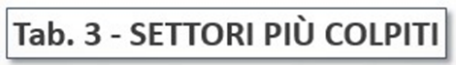 Tab. 3 - SETTORI PIÙ COLPITI